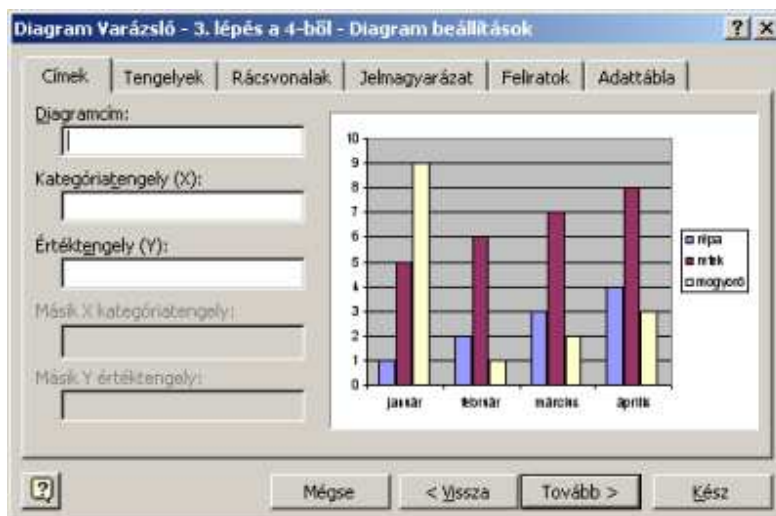 Diagram Varázsló - 3. lépés a 4-ből - Diagram beállítások
Címek Tengelyek Rácsvonalak Jelmagyarázat Feliratok Adattábla
Diagramcím:
Kategóriatengely (X):
Értéktengely (Y):
Másik X kategóriatengely:
Másik Y értéktengely:
10
9
8
7
6
5
4
3
2
1
0
január február március április
répa
retek
mogyoró
Mégse < Vissza Tovább > Kész